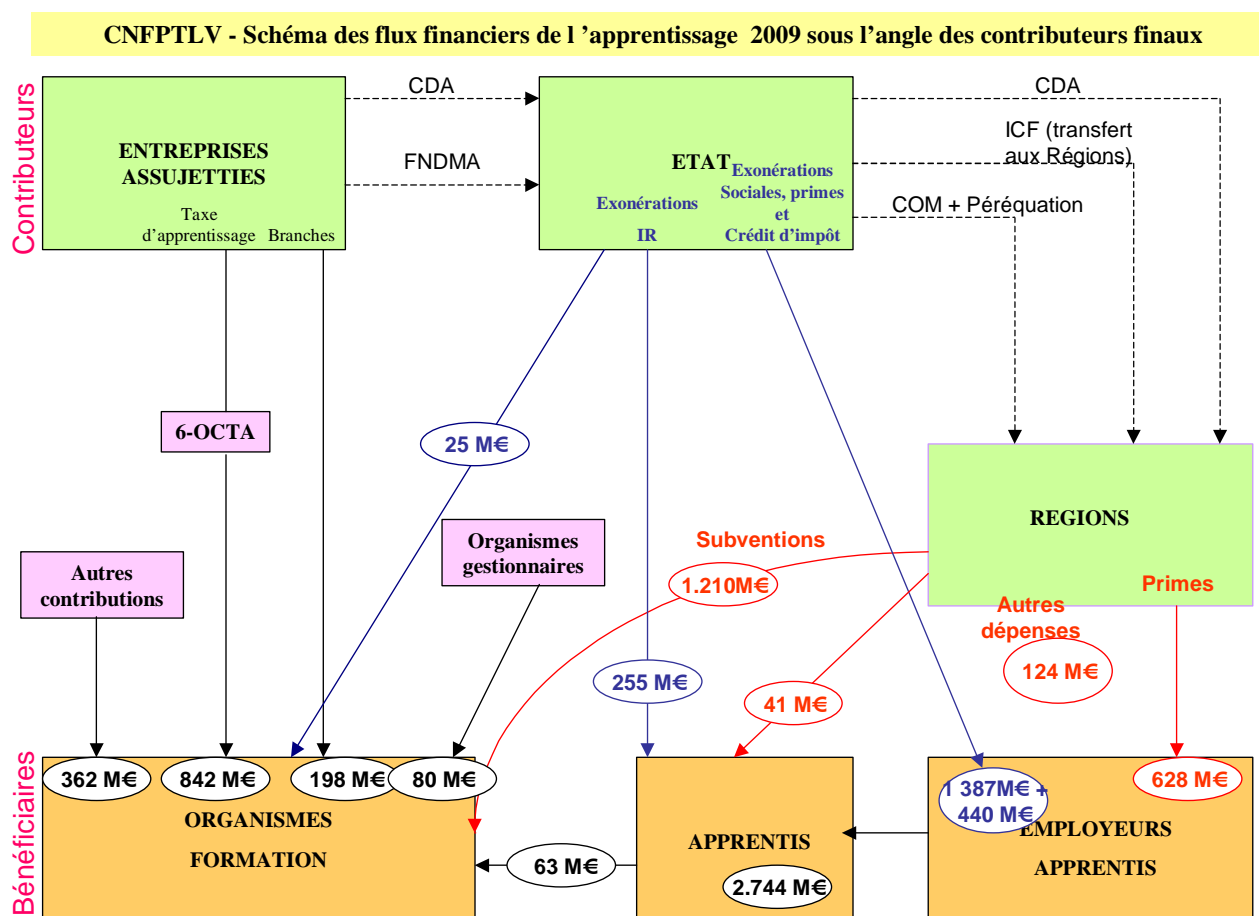 CNFPTLV - Schéma des flux financiers de l ’apprentissage 2009 sous l'angle des contributeurs finaux
Contributeurs
ENTREPRISES
ASSUJETTIES
Taxe
d’apprentissage
Branches
CDA
FNDMA
ETAT
Exonérations
IR
Exonérations
Sociales, primes
et
Crédit d’impôt
CDA
ICF (transfert
aux Régions)
COM + Péréquation
6-OCTA
25 M€
REGIONS
Organismes
gestionnaires
Autres
contributions
Subventions
1.210M€
Primes
Autres
dépenses
124 M€
255 M€
41 M€
Bénéficiaires
362 M€
842 M€
198 M€
80 M€
ORGANISMES
FORMATION
63 M€
APPRENTIS
2.744 M€
1 387M€ +
440 M€
628 M€
EMPLOYEURS
APPRENTIS